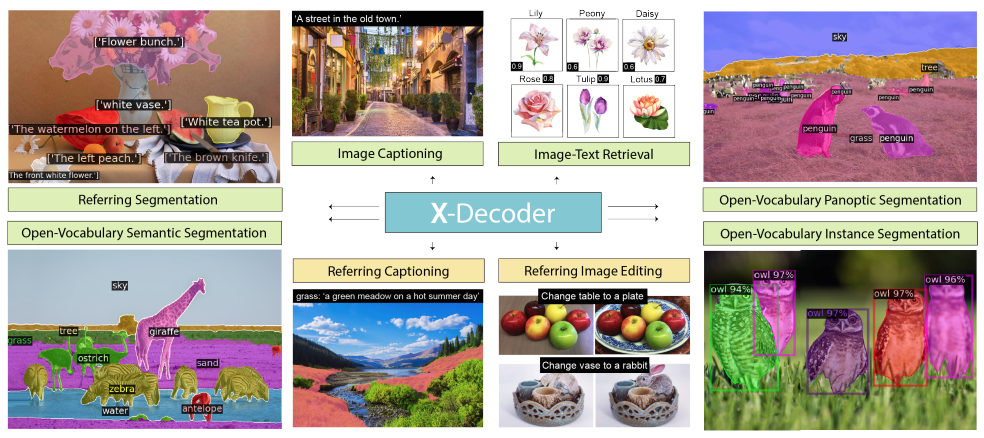 ['Flower bunch.']
['white vase.']
['White tea pot.']
['The watermelon on the left.']
['The left peach.']
['The brown knife.']
The front white flower.']
Referring Segmentation
'A street in the old town.'
Image Captioning
Lily Peony Daisy
0.9 0.6 0.6
Rose 0.8 Tulip 0.9 Lotus 0.7
Image-Text Retrieval
sky
tree
penguin
penguin
penguin
penguin
penguin
penguin
penguin
grass
penguin
penguin
Open-Vocabulary Panoptic Segmentation
X-Decoder
Open-Vocabulary Semantic Segmentation
sky
tree
giraffe
grass
ostrich
sand
zebra
water
antelope
Referring Captioning
grass: 'a green meadow on a hot summer day'
Referring Image Editing
Change table to a plate
Change vase to a rabbit
Open-Vocabulary Instance Segmentation
owl 97%
owl 96%
owl 94%
owl 97%
owl 97%